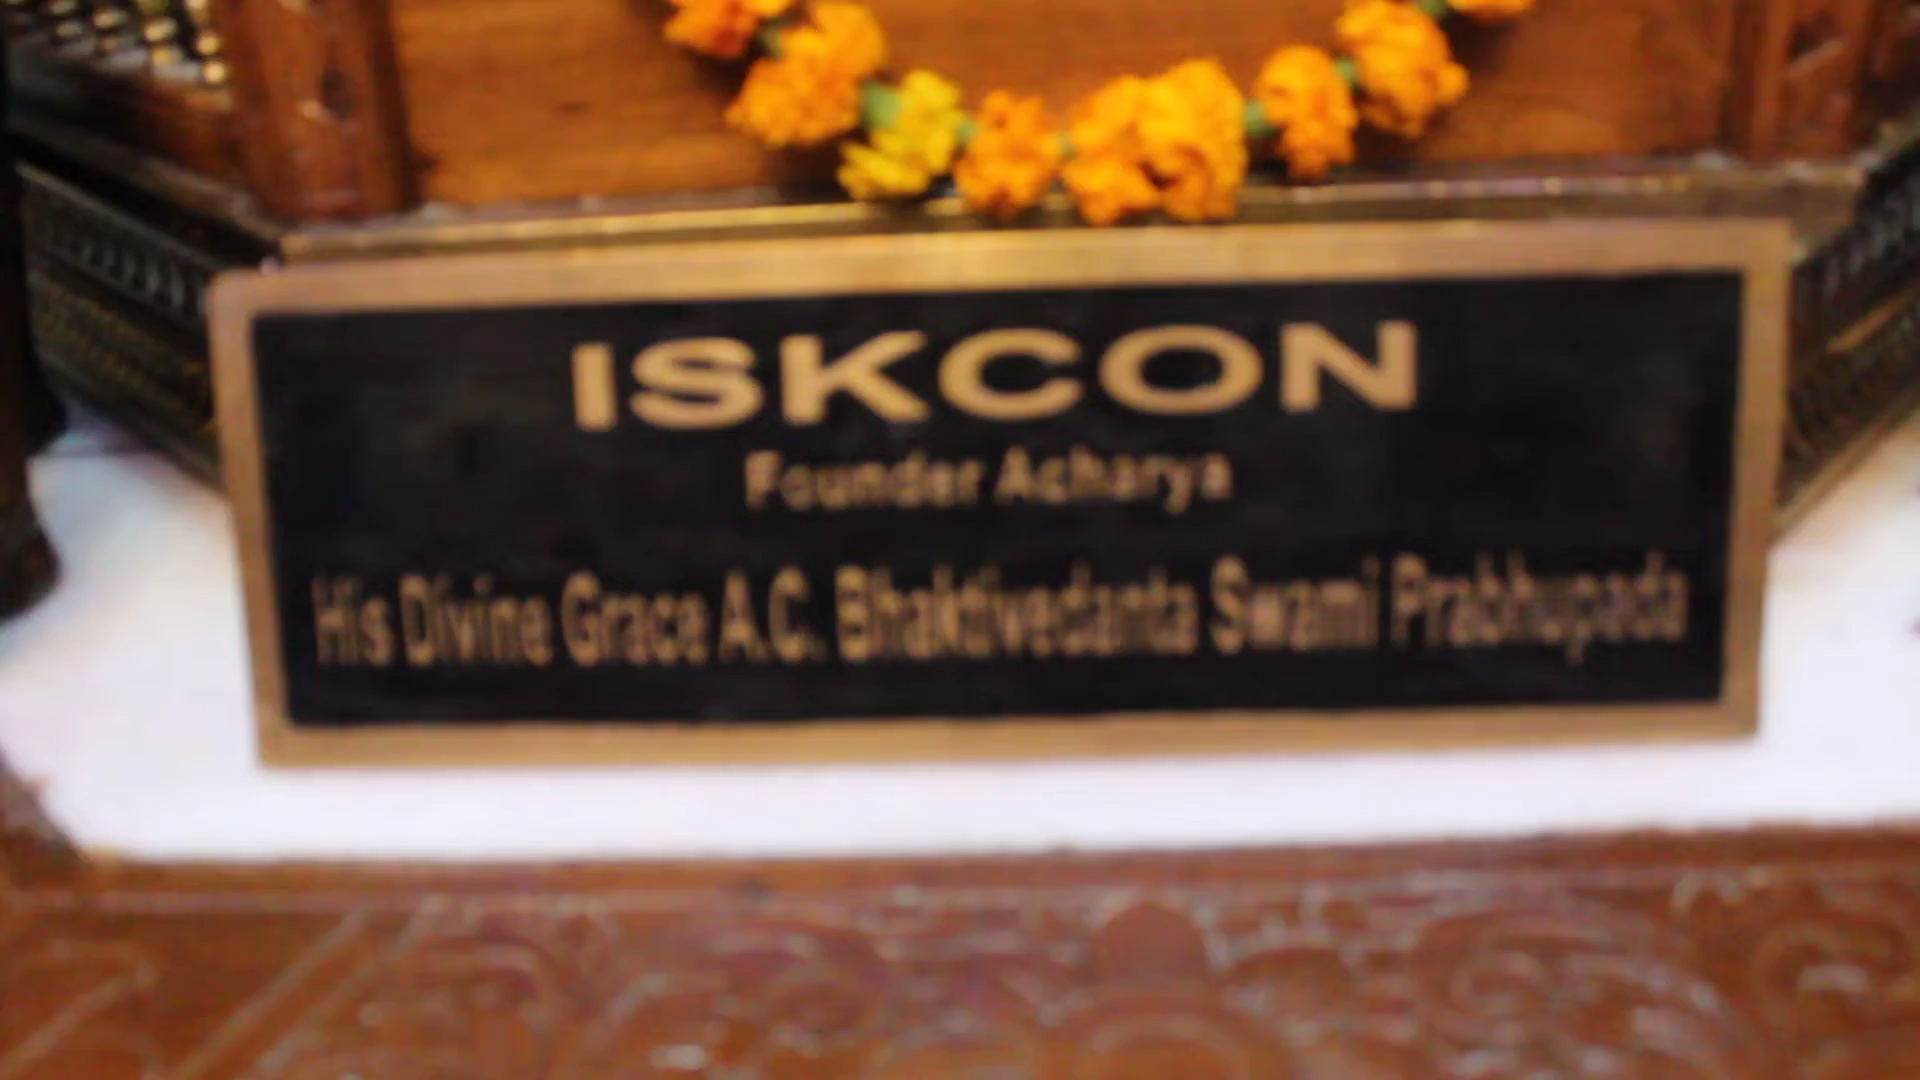 ISKCON
Founder Acharya
His Divine Grace A.C. Bhaktivedanta Swami Prabhupada